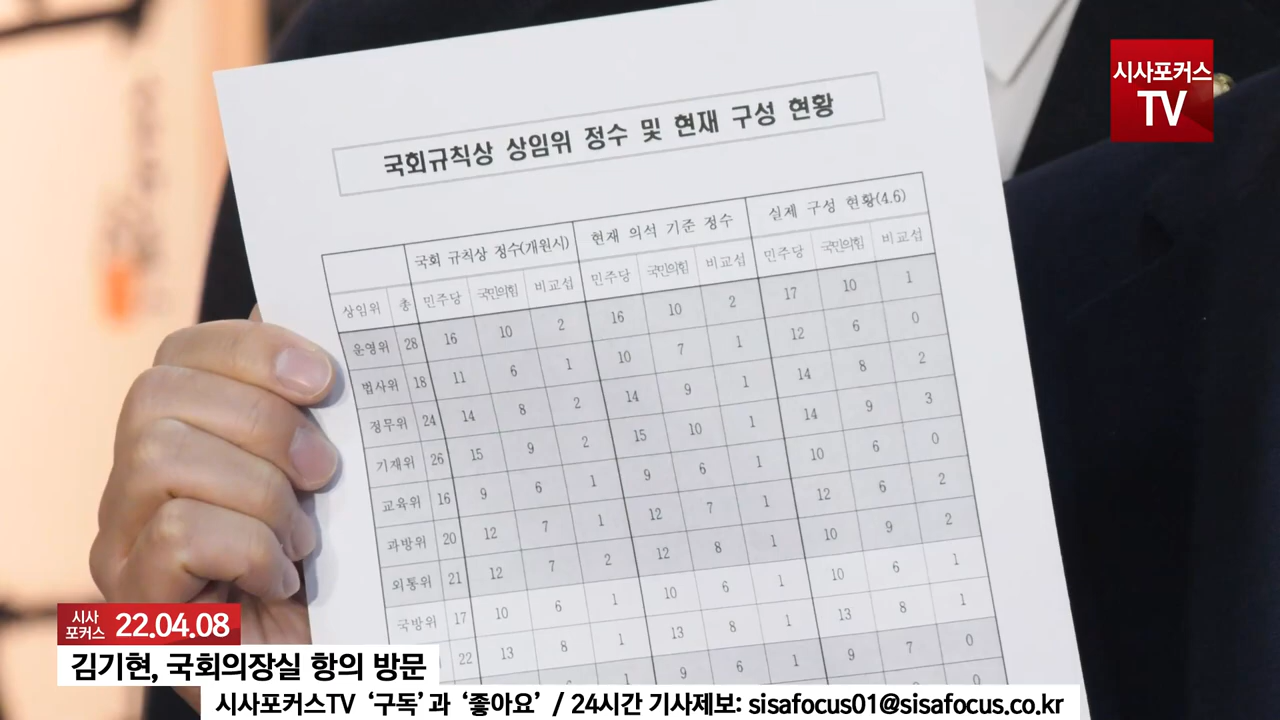 시사포커스
TV
국회규칙상 상임위 정수 및 현재 구성 현황
국회 규칙상 정수(개원시) 현재 의석 기준 정수 실제 구성 현황(4.6)
상임위 총 민주당 국민의힘 비교섭 민주당 국민의힘 비교섭 민주당 국민의힘 비교섭
운영위 28 16 10 2 16 10 2 17 10 1
법사위 18 11 6 1 10 7 1 12 6 0
정무위 24 14 8 2 14 9 1 14 8 2
기재위 26 15 9 2 15 10 1 14 9 3
교육위 16 9 6 1 9 6 1 10 6 0
과방위 20 12 7 1 12 7 1 12 6 2
외통위 21 12 7 2 12 8 1 10 9 2
국방위 17 10 6 1 10 6 1 10 6 1
22 13 8 1 13 8 1 13 8 1
9 6 1 9 7 0
시사
포커스 22.04.08
김기현, 국회의장실 항의 방문
시사포커스TV ‘구독’과 ‘좋아요’ / 24시간 기사제보: sisafocus01@sisafocus.co.kr